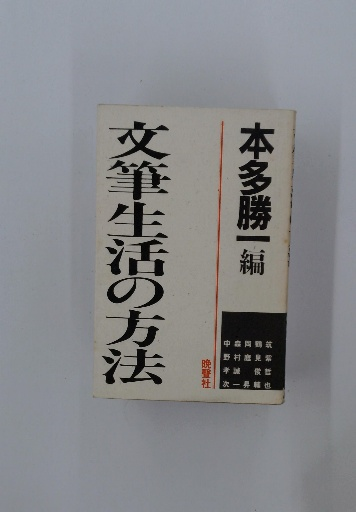 本多勝一編
文筆生活の方法
筑紫哲也
鶴見俊輔
岡庭昇
森村誠一
中野孝次
晩聲社